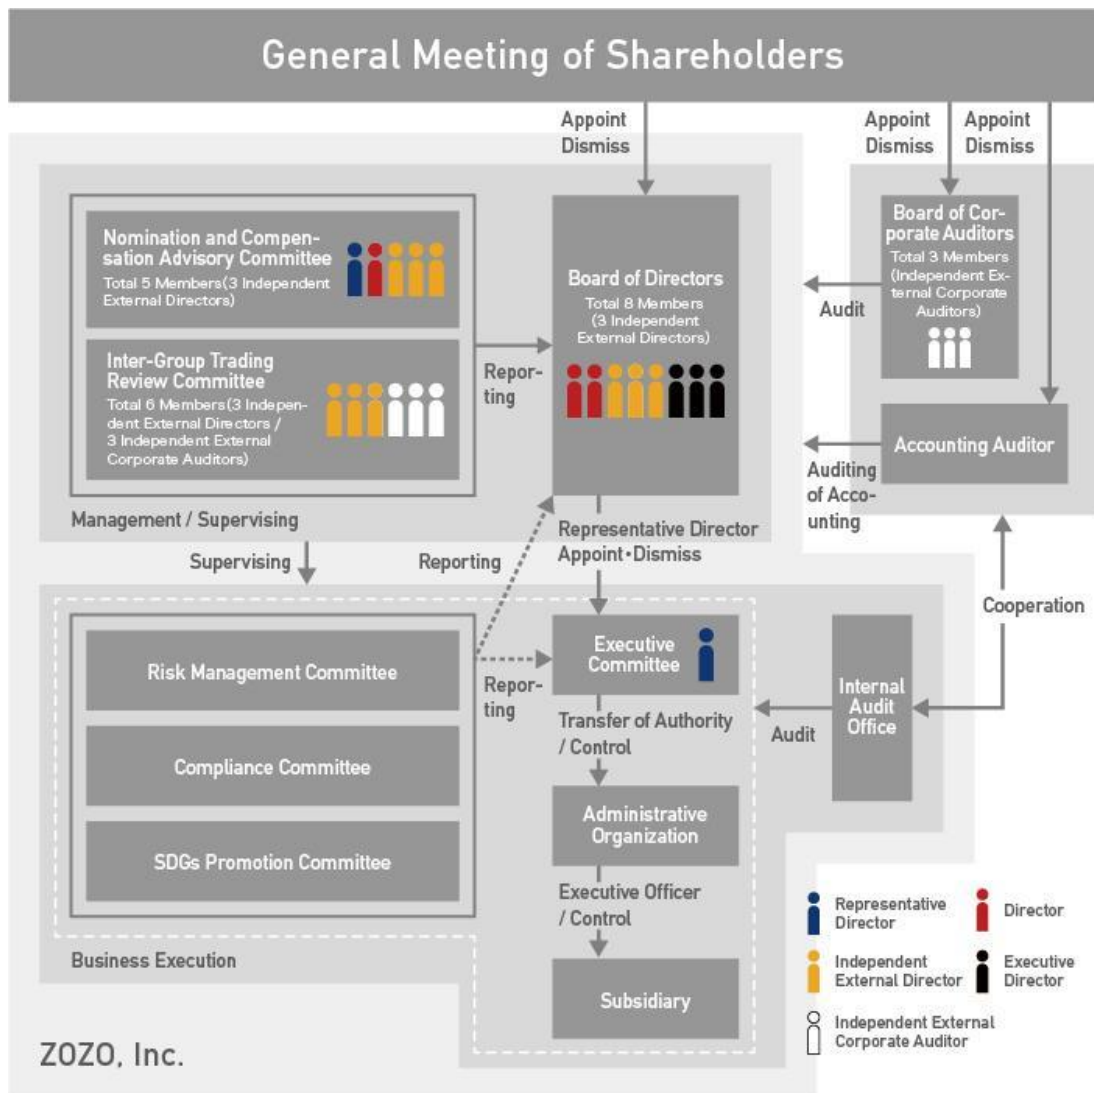 General Meeting of Shareholders
Appoint
Dismiss
Appoint
Dismiss
Appoint
Dismiss
Nomination and Compen-
sation Advisory Committee
Total 5 Members(3 Independent
External Directors)
Inter-Group Trading
Review Committee
Total 6 Members(3 Indepen-
dent External Directors /
3 Independent External
Corporate Auditors)
Management / Supervising
Repor-
ting
Board of Directors
Total 8 Members
(3 Independent
External Directors)
Board of Cor-
porate Auditors
Total 3 Members
(Independent Ex-
ternal Corporate
Auditors)
Audit
Accounting Auditor
Auditing
of Acco-
unting
Supervising
Reporting
Representative Director
Appoint・Dismiss
Cooperation
Risk Management Committee
Compliance Committee
SDGs Promotion Committee
Business Execution
Repor-
ting
Executive
Committee
Transfer of Authority
/ Control
Administrative
Organization
Executive Officer
/ Control
Subsidiary
Audit
Internal
Audit
Office
Representative
Director
Director
Independent
External Director
Executive
Director
Independent External
Corporate Auditor
ZOZO, Inc.